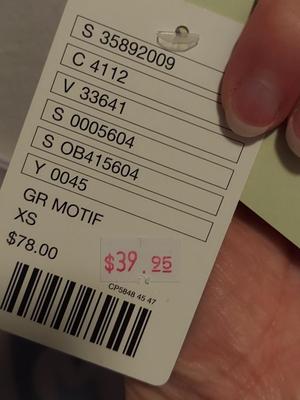 S 35892009
C 4112
V 33641
S 0005604
S OB415604
Y 0045
GR MOTIF
XS
$78.00
$39.95
CP5848 45 47